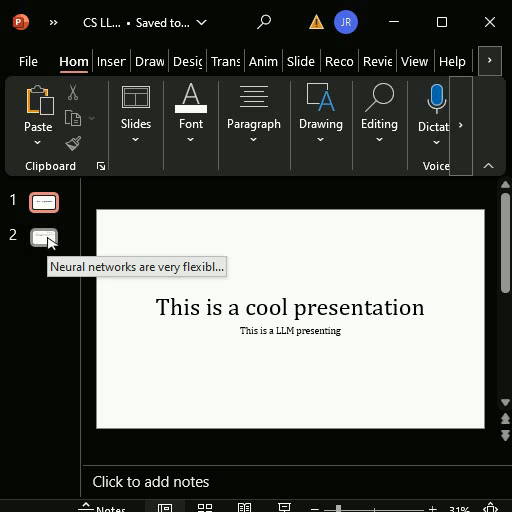 CS LL... • Saved to...
JR
File Hom Inser Draw Desig Trans Anim Slide Reco Revie View Help
Paste Slides Font Paragraph Drawing Editing Dictat
Clipboard Voice
1
2
Neural networks are very flexibl...
This is a cool presentation
This is a LLM presenting
Click to add notes
Notes 31%